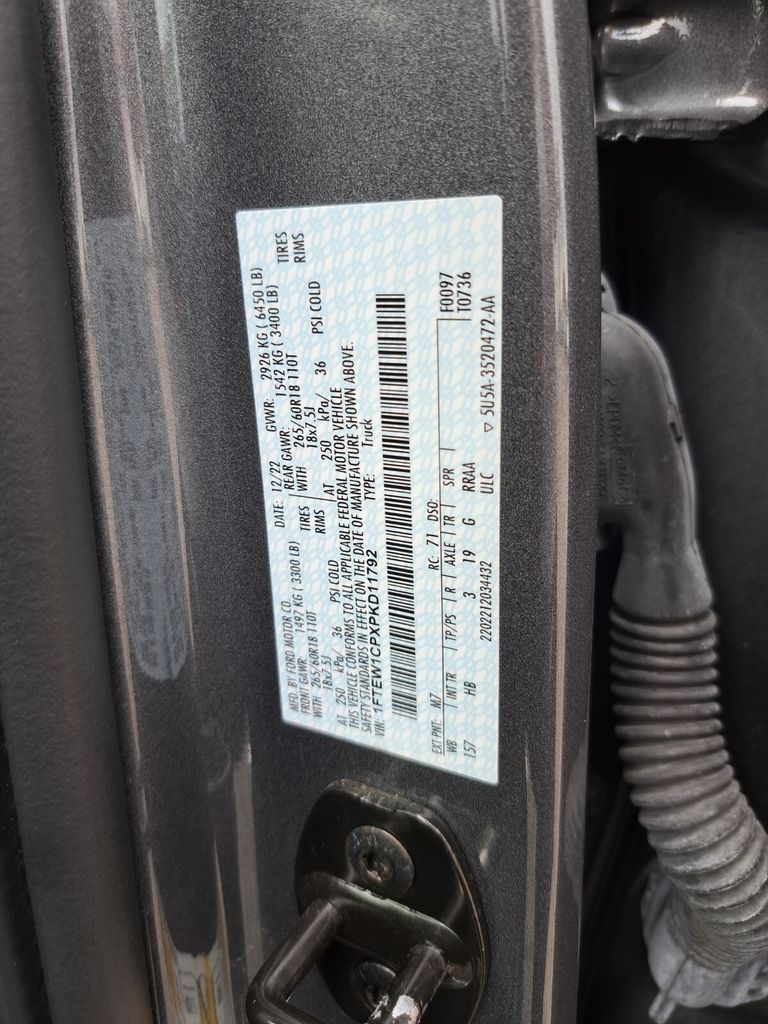 MFD. BY FORD MOTOR CO. DATE: 12/22 GVWR: 2926 KG ( 6450 LB)
FRONT GAWR: 1497 KG ( 3300 LB) REAR GAWR: 1542 KG ( 3400 LB)
WITH 265/60R18 110T TIRES WITH 265/60R18 110T TIRES
18x7.5J RIMS 18x7.5J RIMS
AT 250 kPa/ 36 PSI COLD AT 250 kPa/ 36 PSI COLD
THIS VEHICLE CONFORMS TO ALL APPLICABLE FEDERAL MOTOR VEHICLE
SAFETY STANDARDS IN EFFECT ON THE DATE OF MANUFACTURE SHOWN ABOVE.
VIN: 1FTEW1CPXPKD11792 TYPE: Truck
EXT PNT: M7 RC: 71 DSO: F0097
WB INT TR TP/PS R AXLE TR SPR T0736
157 HB 3 19 G RRAA
2202212034432 ULC ▽ 5U5A-3520472-AA